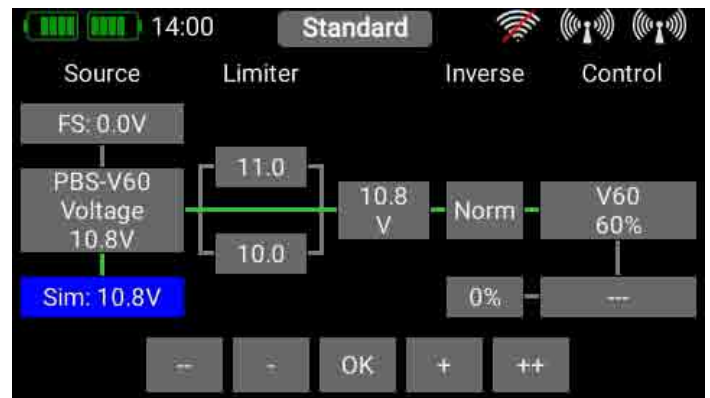 14:00 Standard
Source Limiter Inverse Control
FS: 0.0V
PBS-V60
Voltage
10.8V
11.0
10.0
10.8
V
Norm
V60
60%
Sim: 10.8V
0%
---
-- - OK + ++